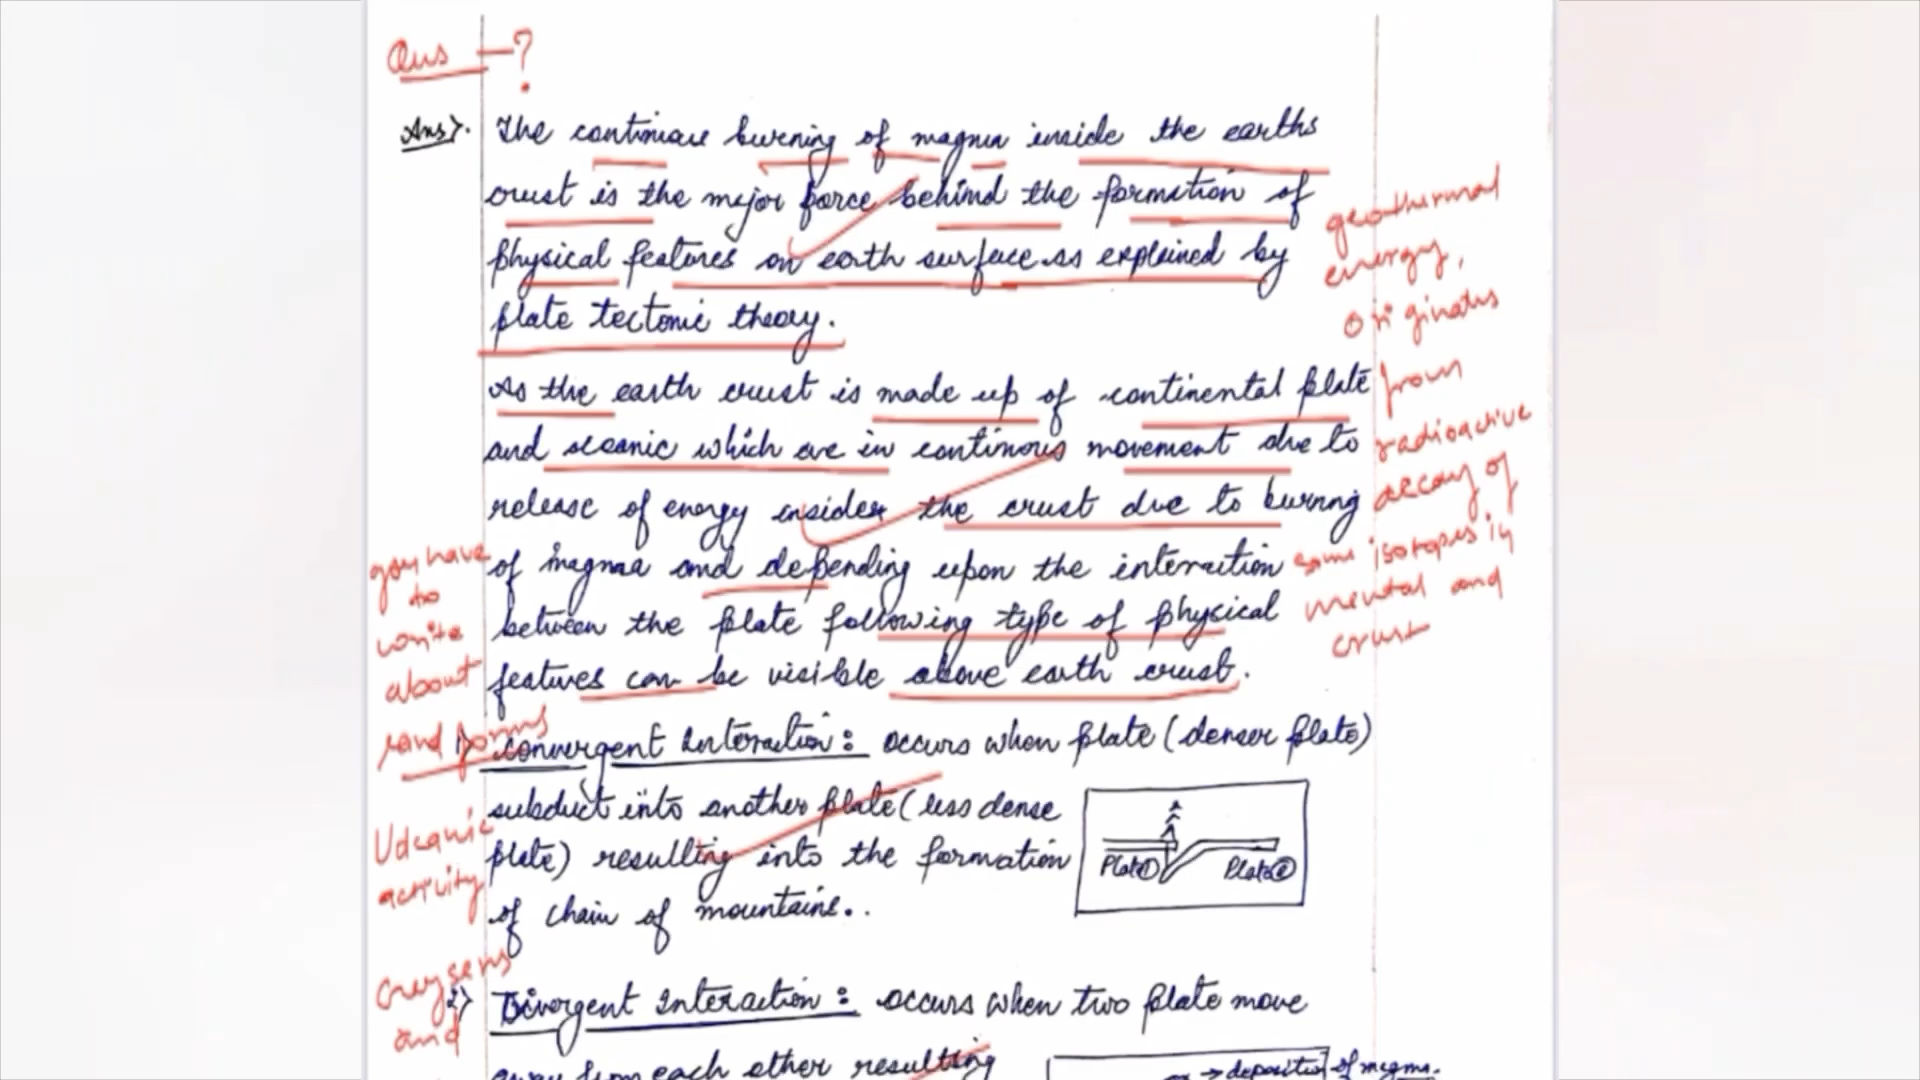 Qus -?
Ans>. The continious burning of magma inside the earths
crust is the major force behind the formation of
physical features on earth surface as explained by
plate tectonic theory.
geothermal
energy,
originates
from
radioactive
decay of
some isotopes in
mental and
crust
As the earth crust is made up of continental plate
and oceanic which are in continous movement due to
release of energy inside the crust due to burning
of magma and depending upon the interaction
between the plate following type of physical
features can be visible above earth crust.
you have
to
write
about
land forms
Volcanic
activity
Geysers
and
1) Convergent Interaction: occurs when plate (denser plate)
subduct into another plate (less dense
plate) resulting into the formation
of chain of mountains..
Plate① Plate②
2) Divergent Interaction: occurs when two plate move
away from each other resulting
→ deposition of magma.